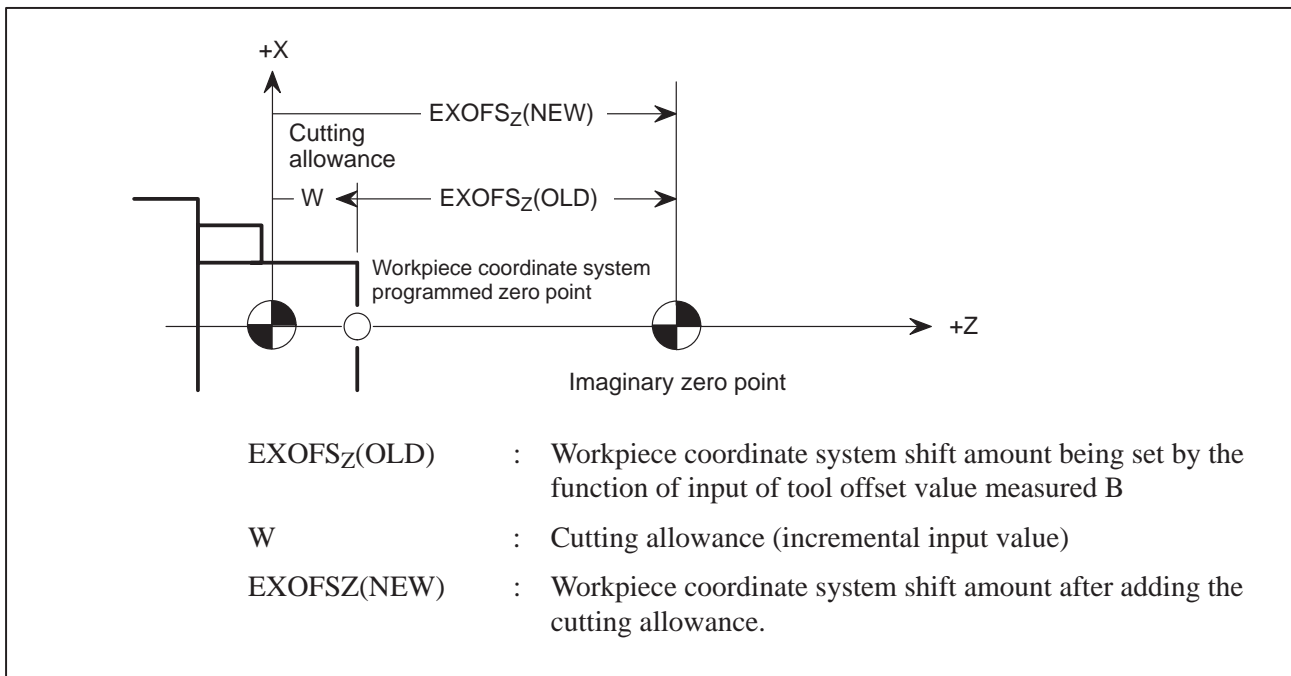 +X
EXOFSZ(NEW)
Cutting
allowance
W
EXOFSZ(OLD)
Workpiece coordinate system
programmed zero point
+Z
Imaginary zero point
EXOFSZ(OLD) : Workpiece coordinate system shift amount being set by the
function of input of tool offset value measured B
W : Cutting allowance (incremental input value)
EXOFSZ(NEW) : Workpiece coordinate system shift amount after adding the
cutting allowance.